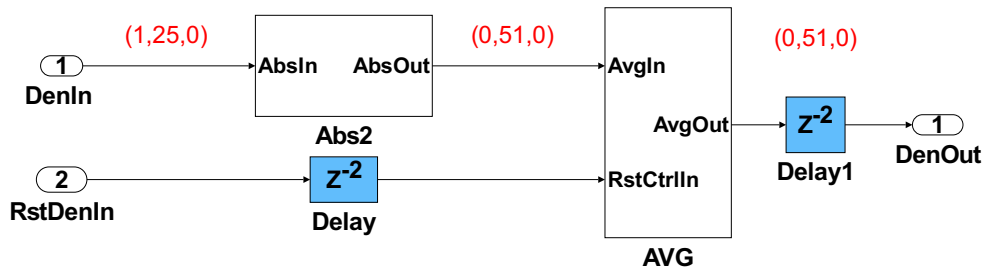 (1,25,0)
(0,51,0)
(0,51,0)
1
DenIn
AbsIn
AbsOut
Abs2
AvgIn
AvgOut
RstCtrlIn
AVG
2
RstDenIn
Z-2
Delay
Z-2
Delay1
1
DenOut